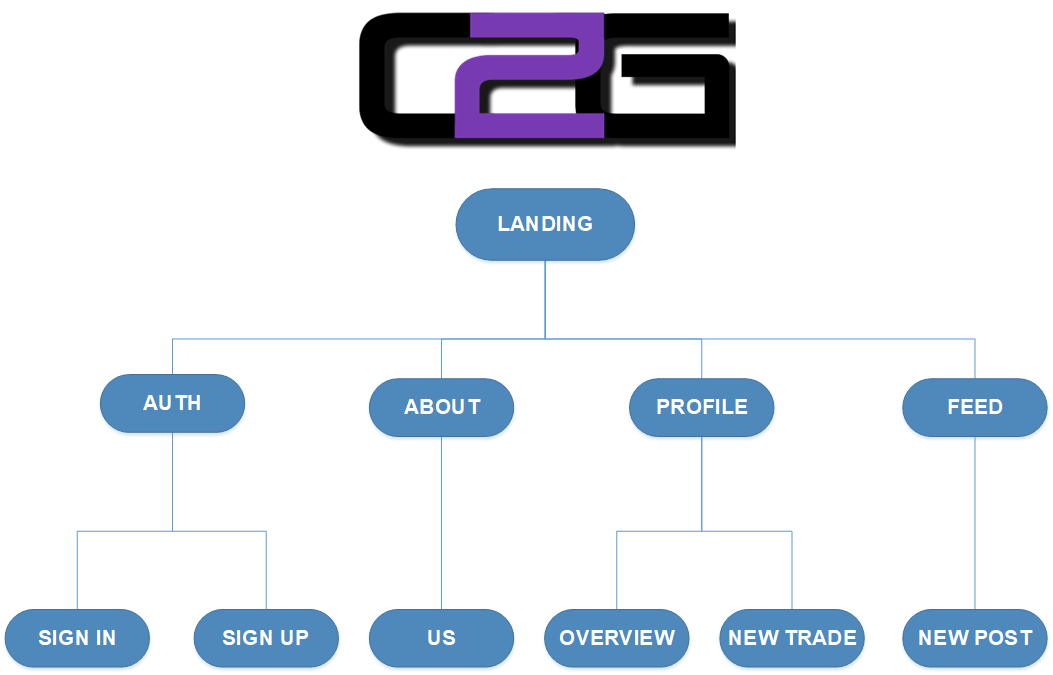 C2G
LANDING
AUTH
ABOUT
PROFILE
FEED
SIGN IN
SIGN UP
US
OVERVIEW
NEW TRADE
NEW POST